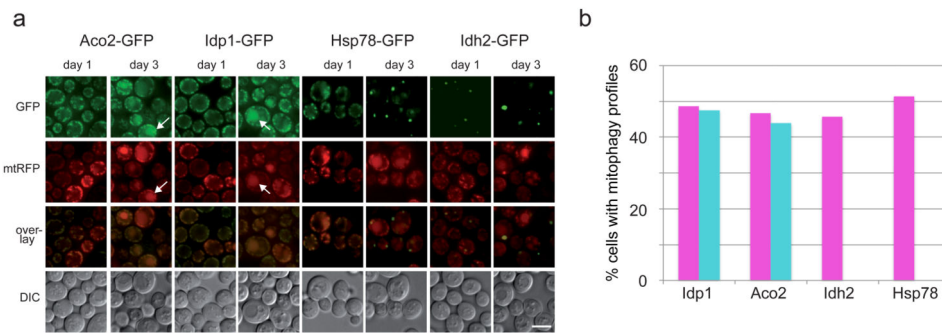 a
Aco2-GFP Idp1-GFP Hsp78-GFP Idh2-GFP
day 1 day 3 day 1 day 3 day 1 day 3 day 1 day 3
GFP
mtRFP
over-
lay
DIC
b
% cells with mitophagy profiles
60
40
20
0
Idp1 Aco2 Idh2 Hsp78